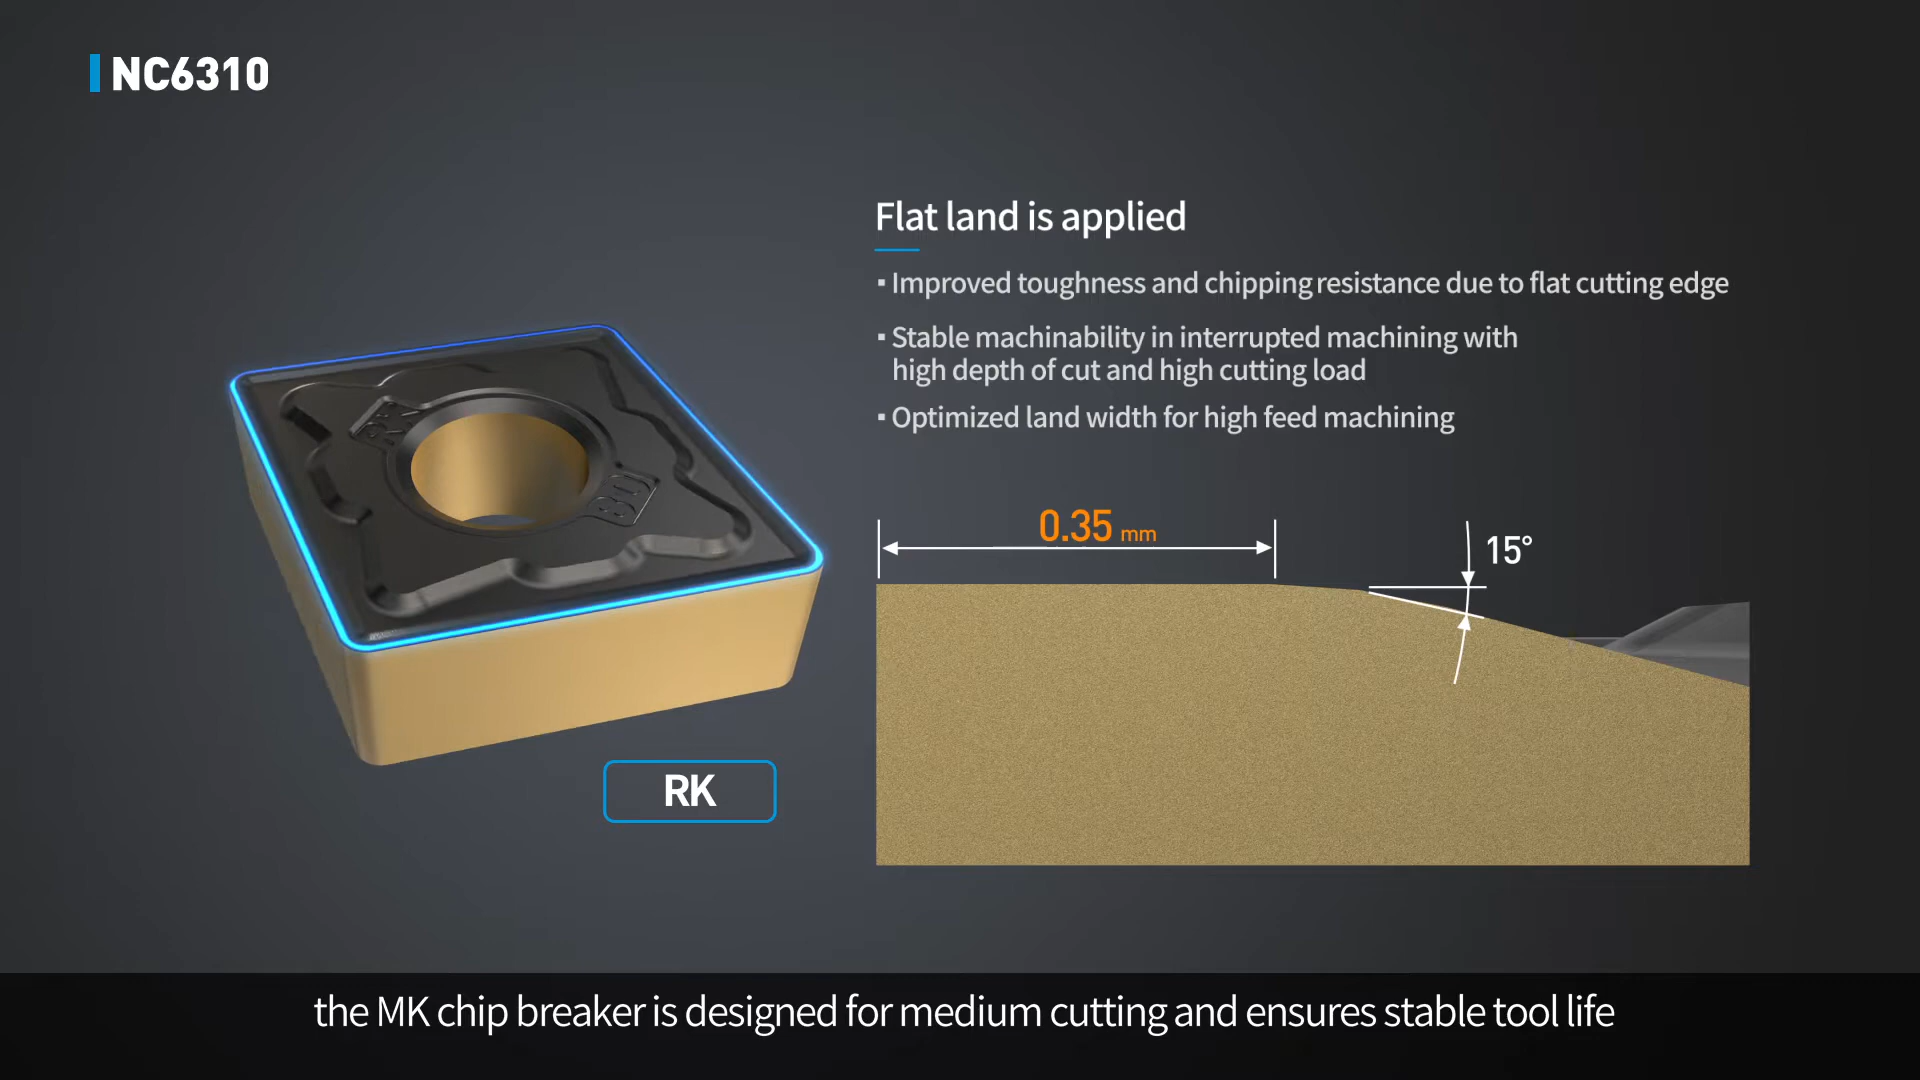 NC6310
Flat land is applied
▪ Improved toughness and chipping resistance due to flat cutting edge
▪ Stable machinability in interrupted machining with
high depth of cut and high cutting load
▪ Optimized land width for high feed machining
0.35 mm
15°
RK
RK
the MK chip breaker is designed for medium cutting and ensures stable tool life